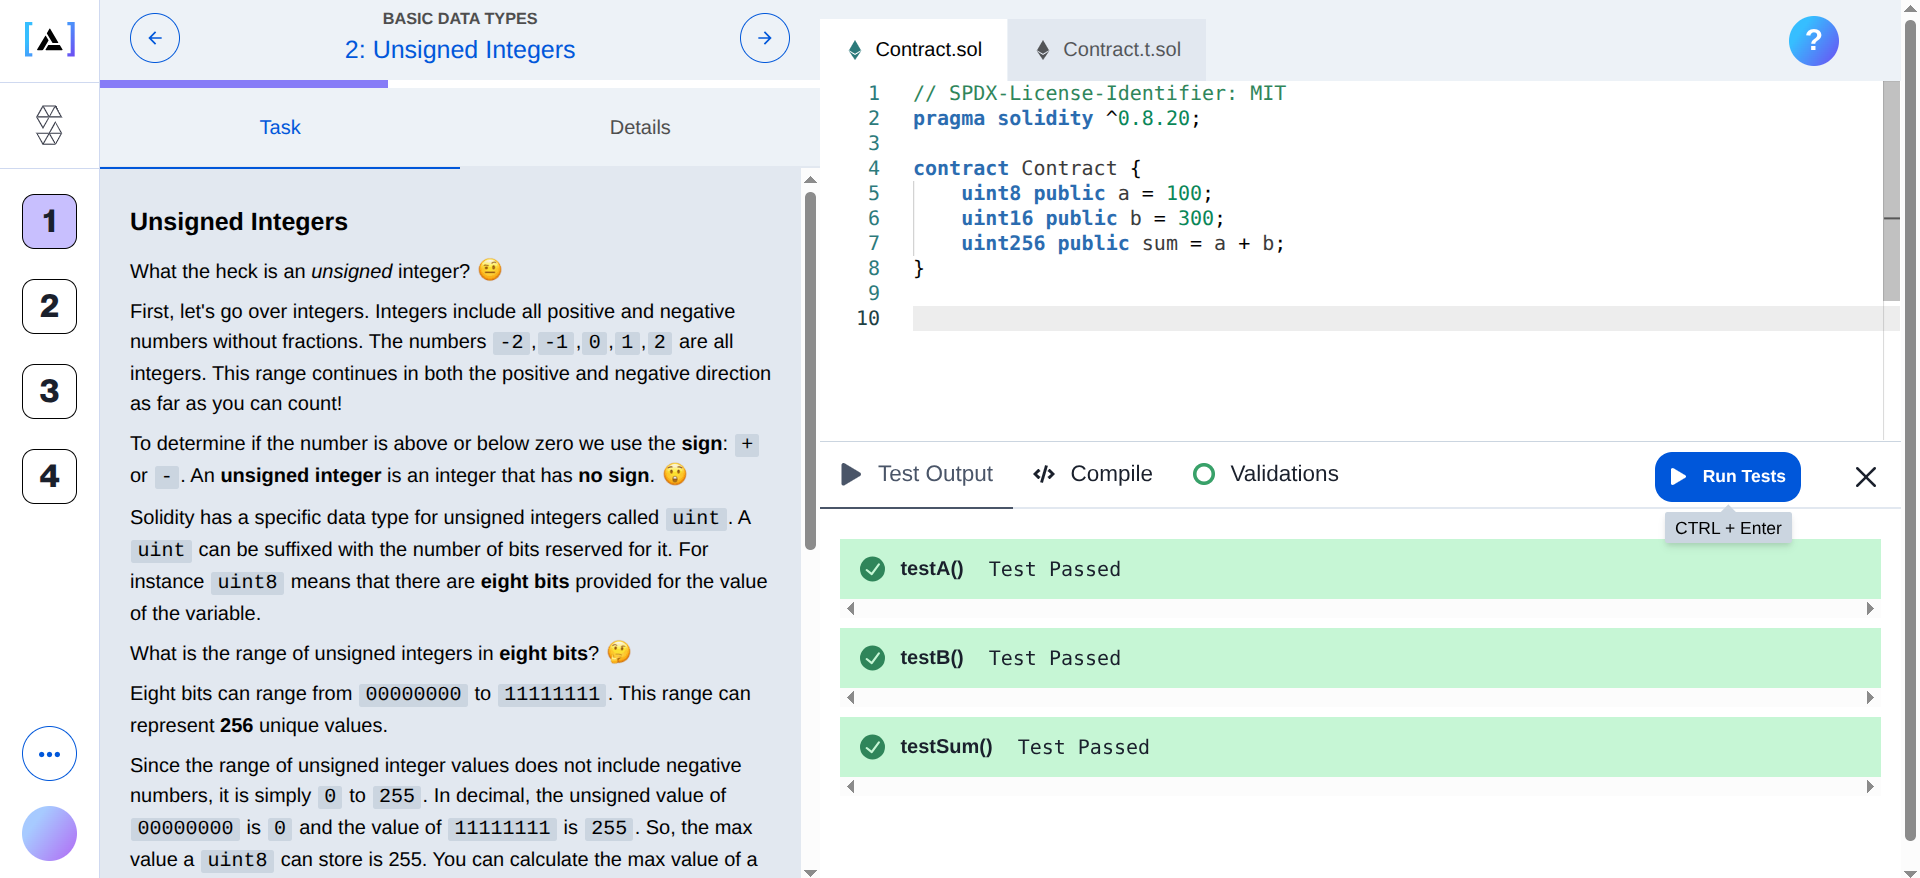 BASIC DATA TYPES
2: Unsigned Integers
Task
Details
1
2
3
4
Unsigned Integers
What the heck is an unsigned integer? 🤨
First, let's go over integers. Integers include all positive and negative
numbers without fractions. The numbers -2, -1, 0, 1, 2 are all
integers. This range continues in both the positive and negative direction
as far as you can count!
To determine if the number is above or below zero we use the sign: +
or -. An unsigned integer is an integer that has no sign. 😲
Solidity has a specific data type for unsigned integers called uint. A
uint can be suffixed with the number of bits reserved for it. For
instance uint8 means that there are eight bits provided for the value
of the variable.
What is the range of unsigned integers in eight bits? 🤔
Eight bits can range from 00000000 to 11111111. This range can
represent 256 unique values.
Since the range of unsigned integer values does not include negative
numbers, it is simply 0 to 255. In decimal, the unsigned value of
00000000 is 0 and the value of 11111111 is 255. So, the max
value a uint8 can store is 255. You can calculate the max value of a
Contract.sol
Contract.t.sol
?
1 // SPDX-License-Identifier: MIT
2 pragma solidity ^0.8.20;
3
4 contract Contract {
5     uint8 public a = 100;
6     uint16 public b = 300;
7     uint256 public sum = a + b;
8 }
9
10
Test Output
Compile
Validations
Run Tests
CTRL + Enter
testA() Test Passed
testB() Test Passed
testSum() Test Passed